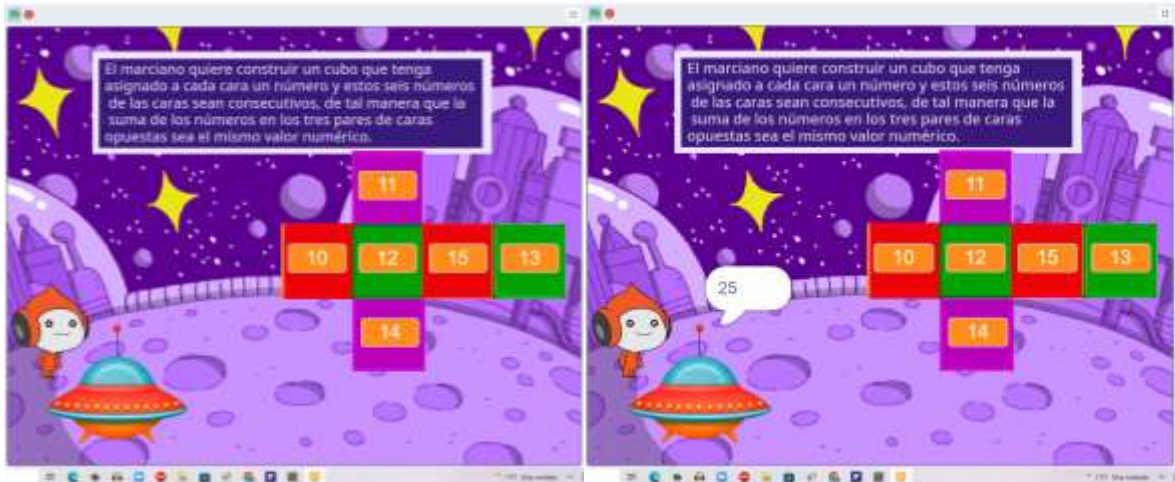 El marciano quiere construir un cubo que tenga
asignado a cada cara un número y estos seis números
de las caras sean consecutivos, de tal manera que la
suma de los números en los tres pares de caras
opuestas sea el mismo valor numérico.
11
10 12 15 13
14
El marciano quiere construir un cubo que tenga
asignado a cada cara un número y estos seis números
de las caras sean consecutivos, de tal manera que la
suma de los números en los tres pares de caras
opuestas sea el mismo valor numérico.
11
10 12 15 13
25
14